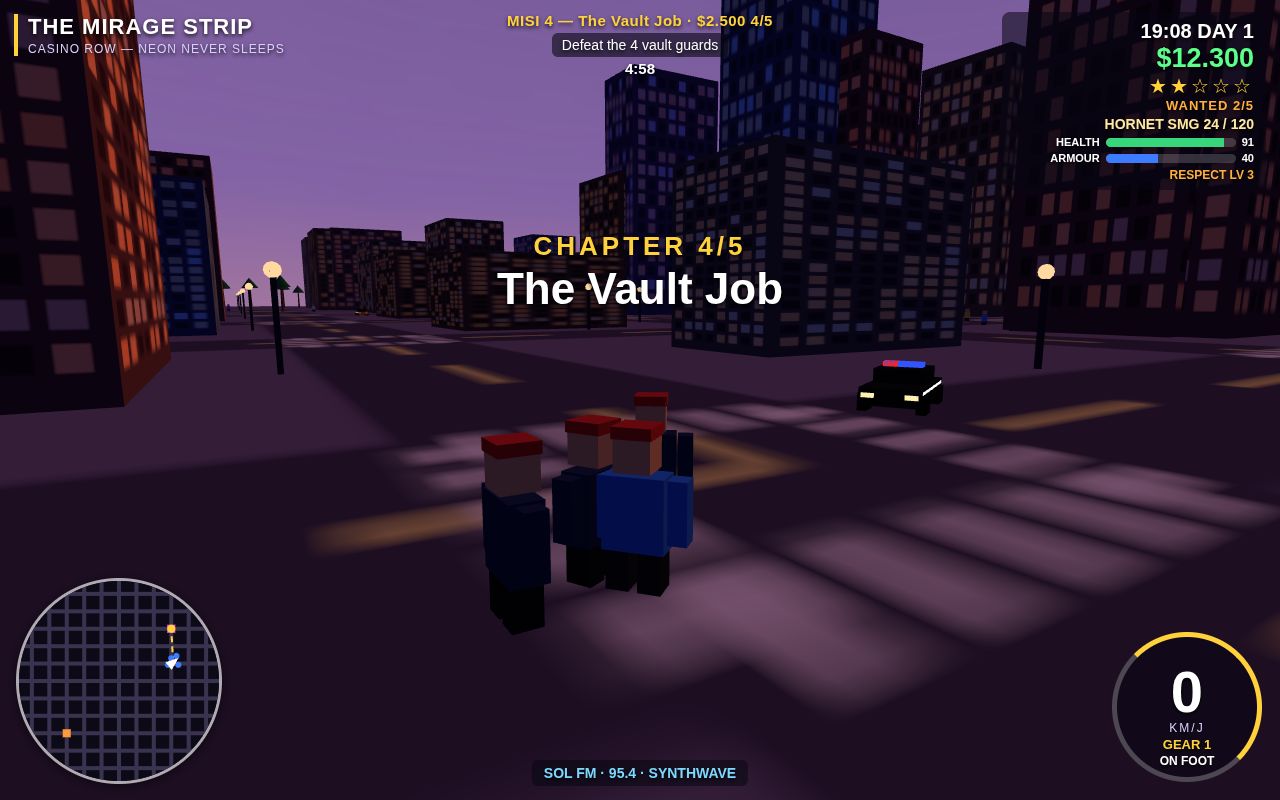 THE MIRAGE STRIP
CASINO ROW — NEON NEVER SLEEPS
MISI 4 — The Vault Job · $2.500 4/5
Defeat the 4 vault guards
4:58
19:08 DAY 1
$12.300
★★☆☆☆
WANTED 2/5
HORNET SMG 24 / 120
HEALTH 91
ARMOUR 40
RESPECT LV 3
CHAPTER 4/5
The Vault Job
0
KM/J
GEAR 1
ON FOOT
SOL FM · 95.4 · SYNTHWAVE